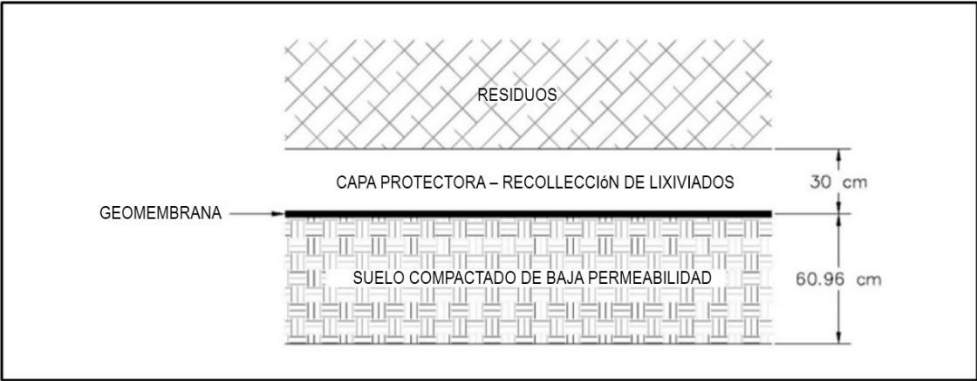 RESIDUOS
CAPA PROTECTORA – RECOLLECCIóN DE LIXIVIADOS
30 cm
GEOMEMBRANA
SUELO COMPACTADO DE BAJA PERMEABILIDAD
60.96 cm